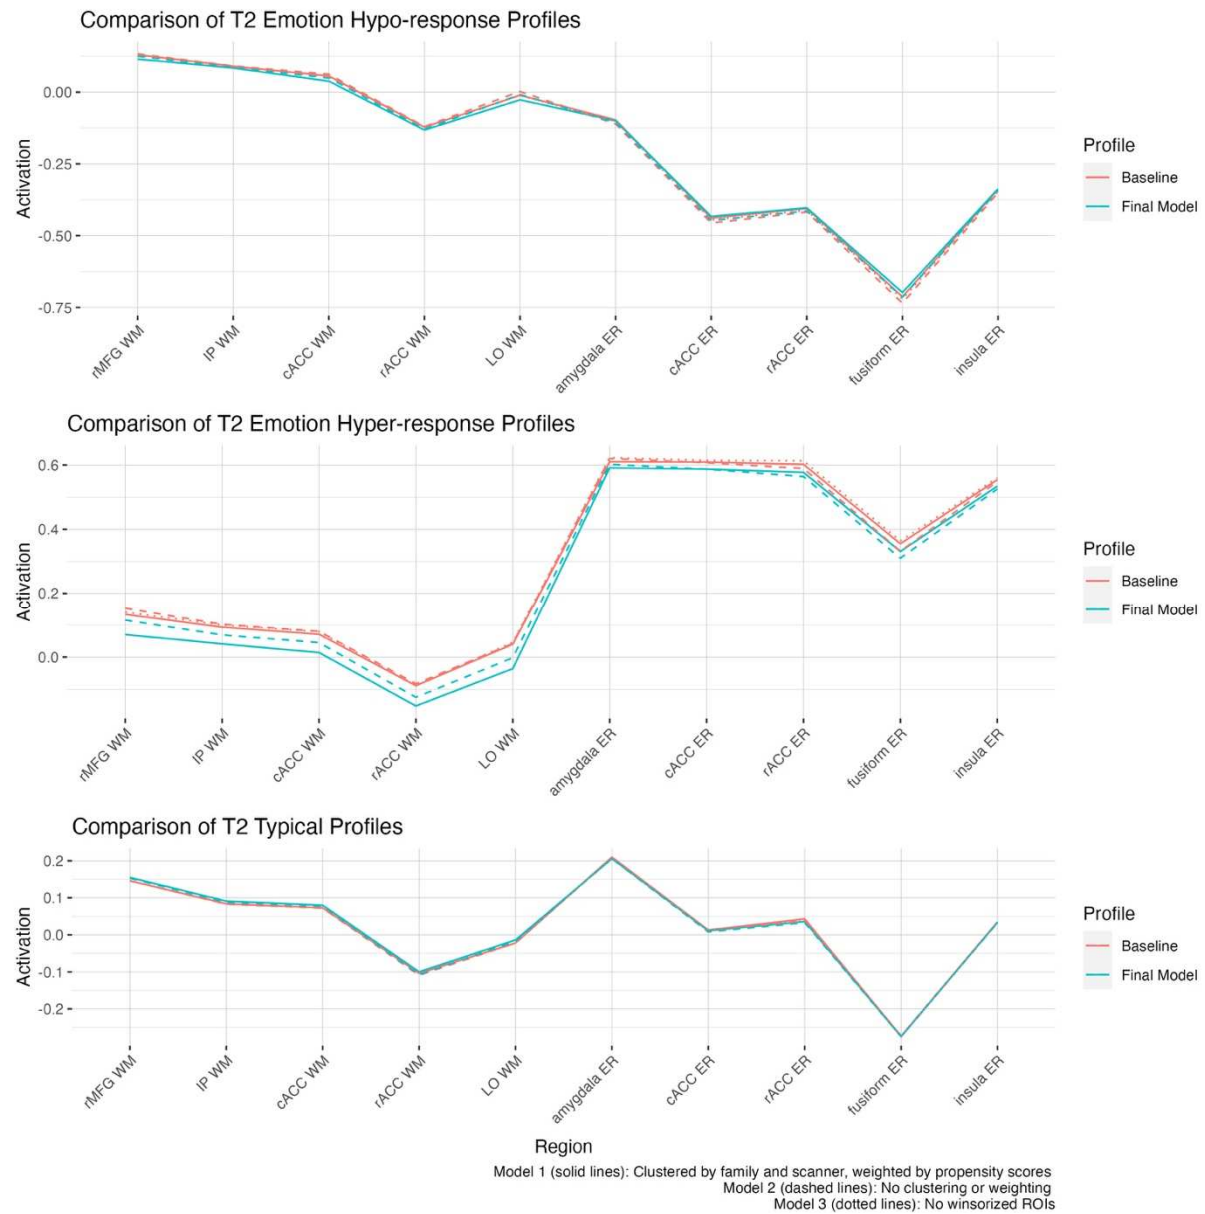 Comparison of T2 Emotion Hypo-response Profiles
0.00
-0.25
-0.50
-0.75
Activation
rMFG WM
IP WM
cACC WM
rACC WM
LO WM
amygdala ER
cACC ER
rACC ER
fusiform ER
insula ER
Profile
Baseline
Final Model
Comparison of T2 Emotion Hyper-response Profiles
0.6
0.4
0.2
0.0
Activation
rMFG WM
IP WM
cACC WM
rACC WM
LO WM
amygdala ER
cACC ER
rACC ER
fusiform ER
insula ER
Profile
Baseline
Final Model
Comparison of T2 Typical Profiles
0.2
0.1
0.0
-0.1
-0.2
Activation
rMFG WM
IP WM
cACC WM
rACC WM
LO WM
amygdala ER
cACC ER
rACC ER
fusiform ER
insula ER
Profile
Baseline
Final Model
Region
Model 1 (solid lines): Clustered by family and scanner, weighted by propensity scores
Model 2 (dashed lines): No clustering or weighting
Model 3 (dotted lines): No winsorized ROIs